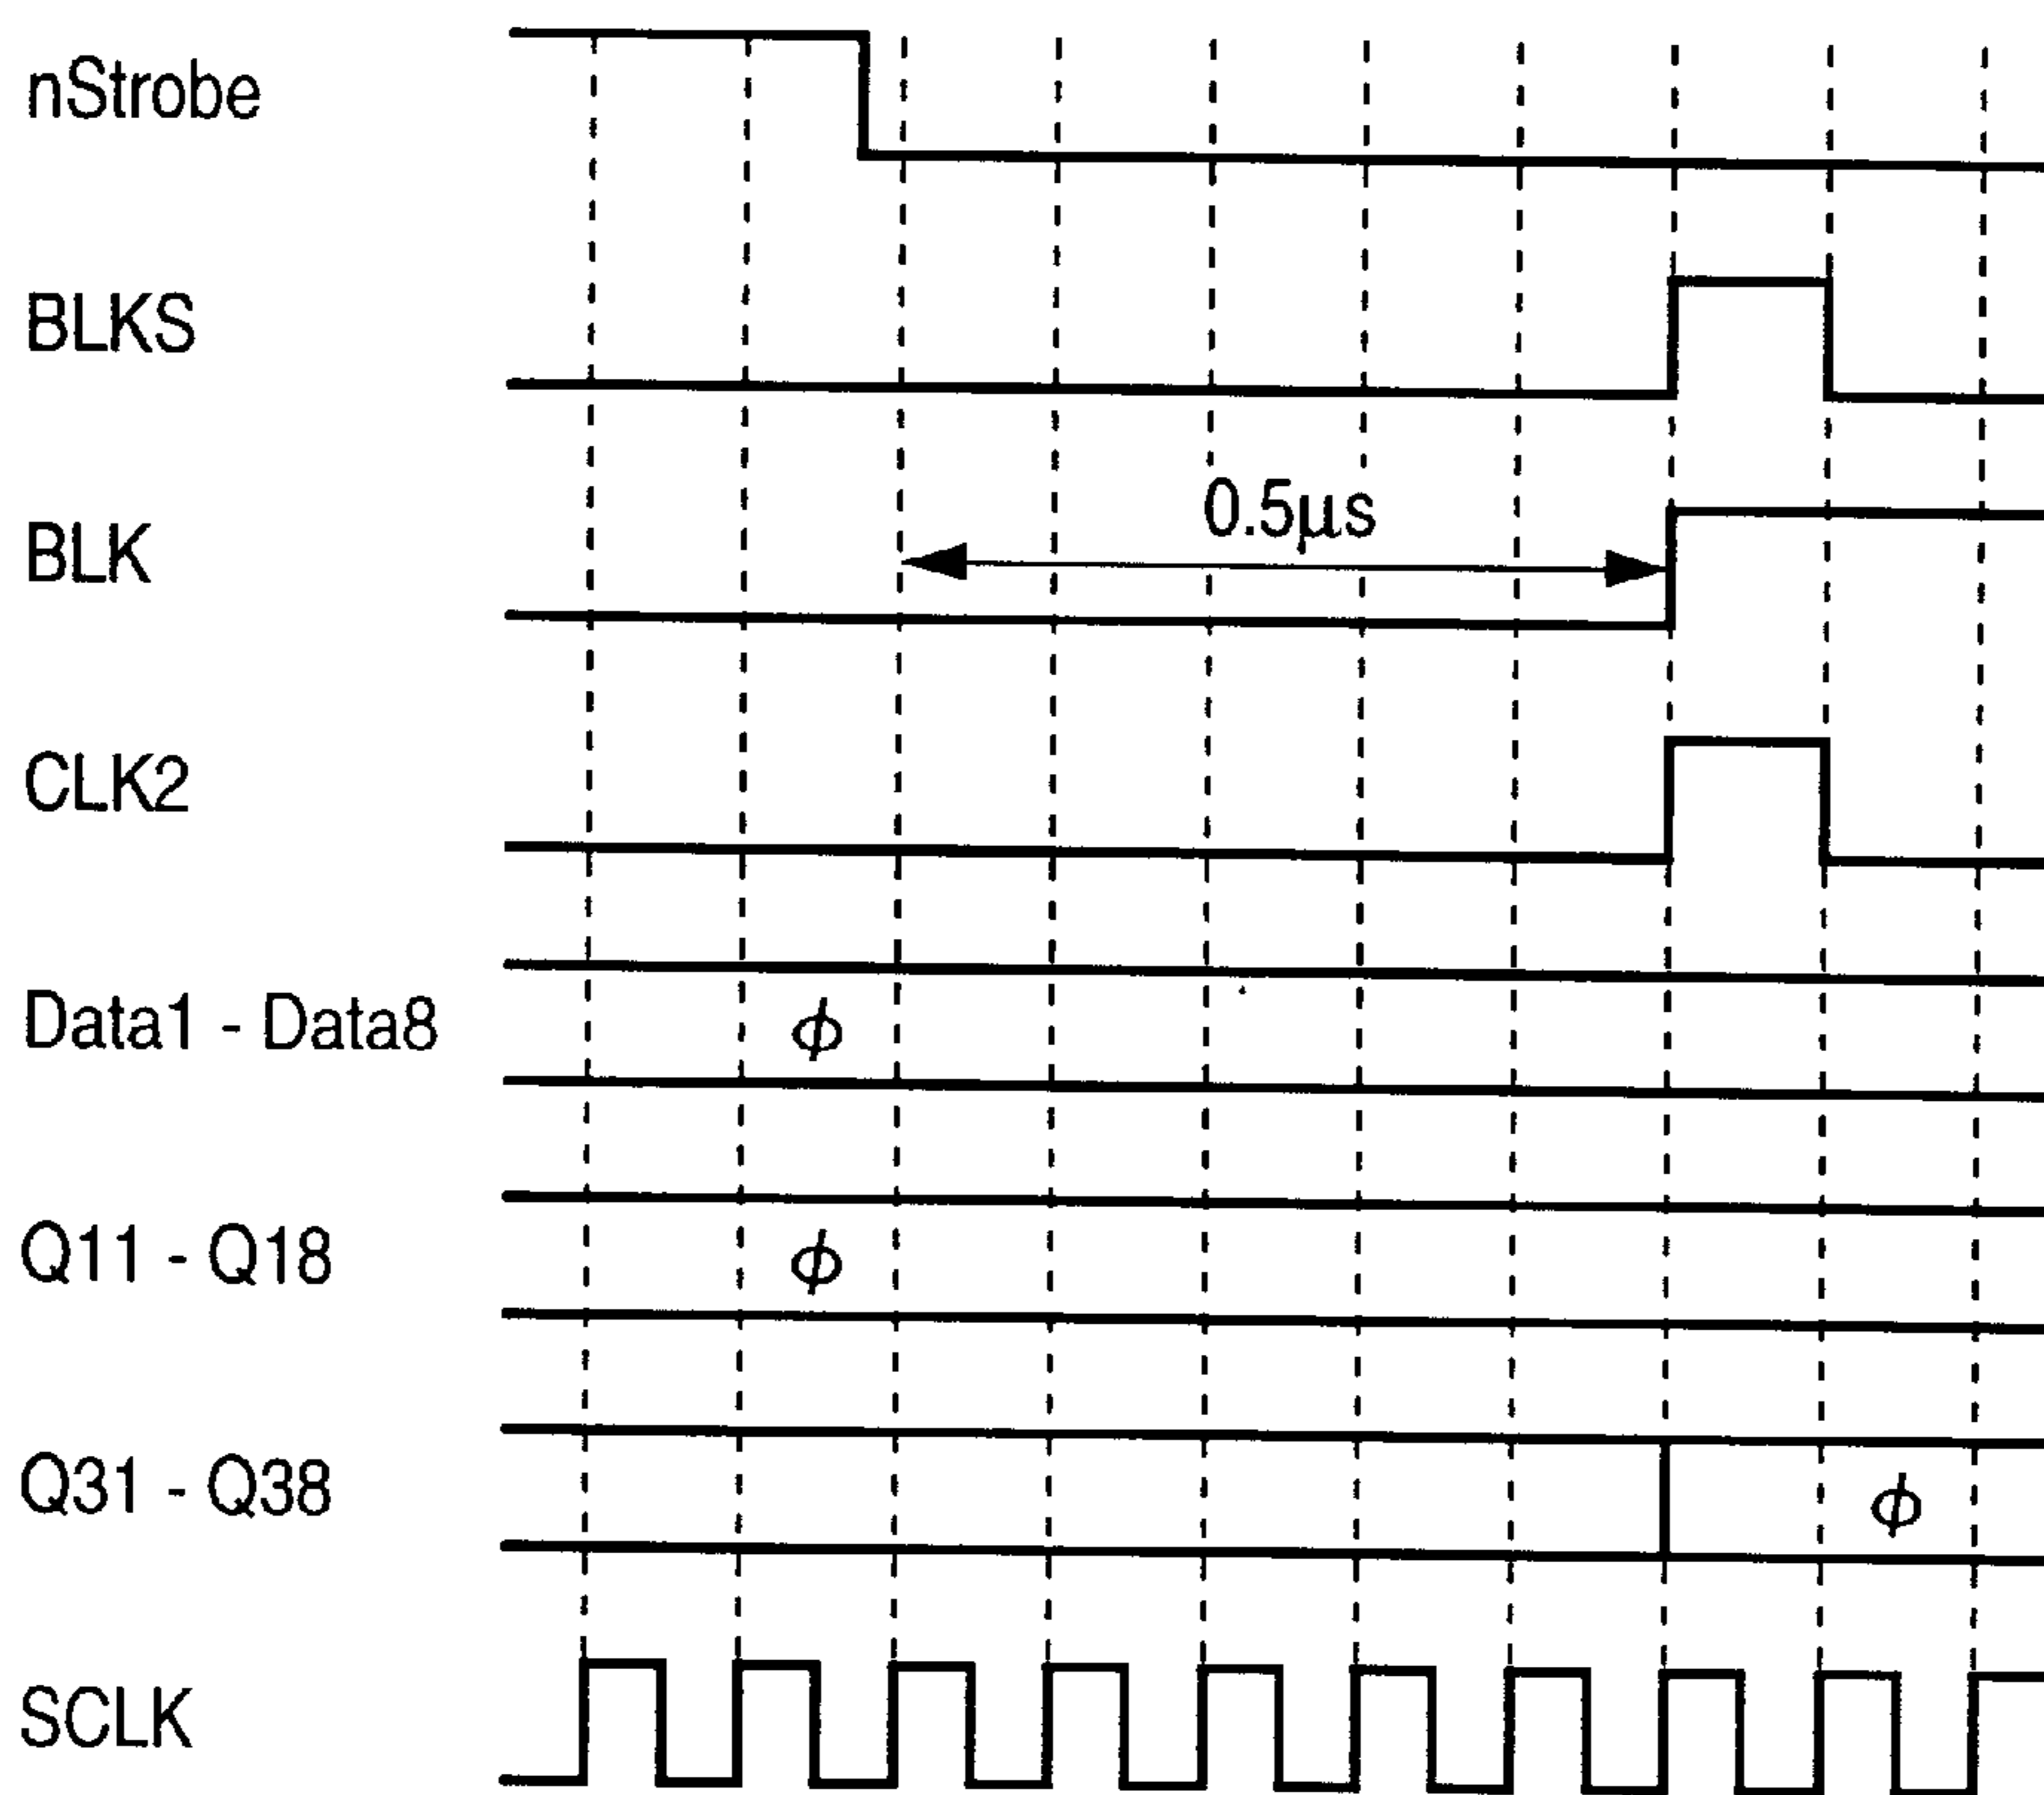 nStrobe
BLKS
0.5μs
BLK
CLK2
Data1 - Data8
ϕ
Q11 - Q18
ϕ
Q31 - Q38
ϕ
SCLK